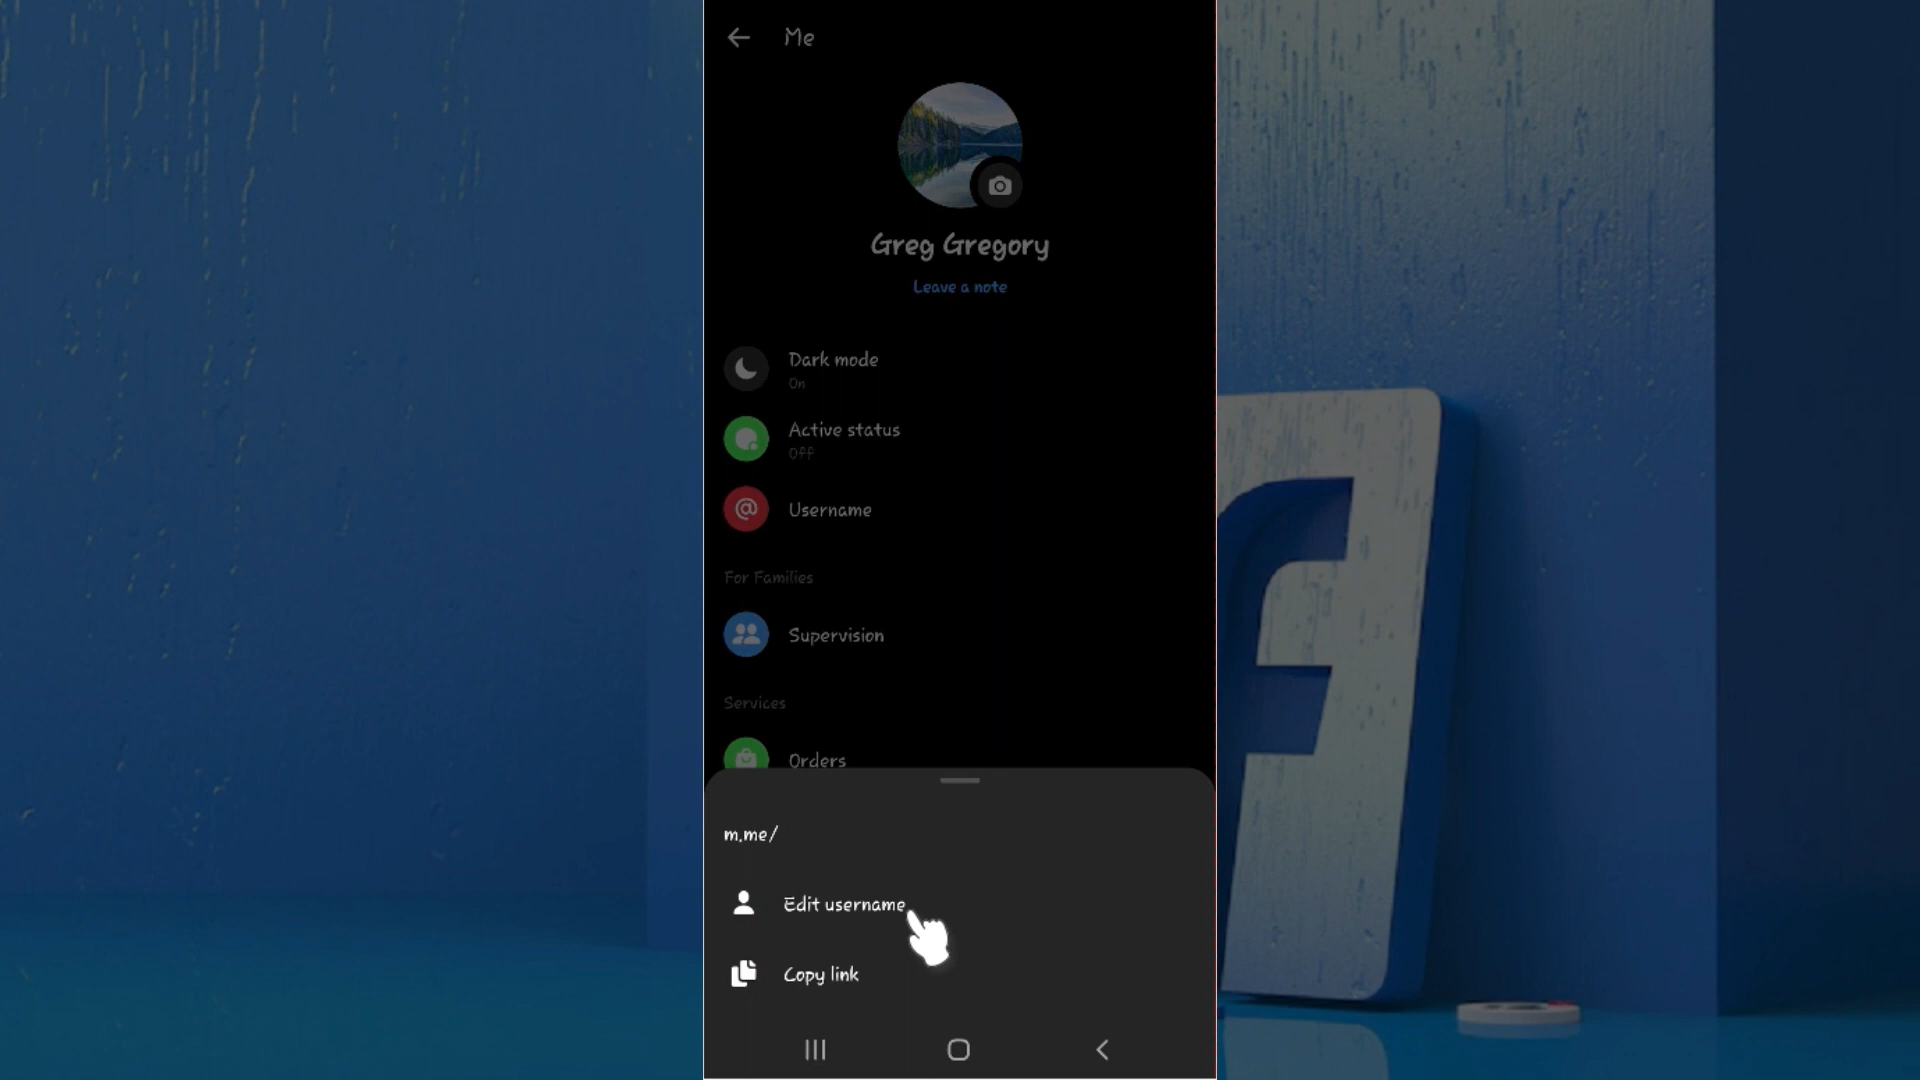 Me
Greg Gregory
Leave a note
Dark mode
On
Active status
Off
Username
For Families
Supervision
Services
Orders
m.me/
Edit username
Copy link